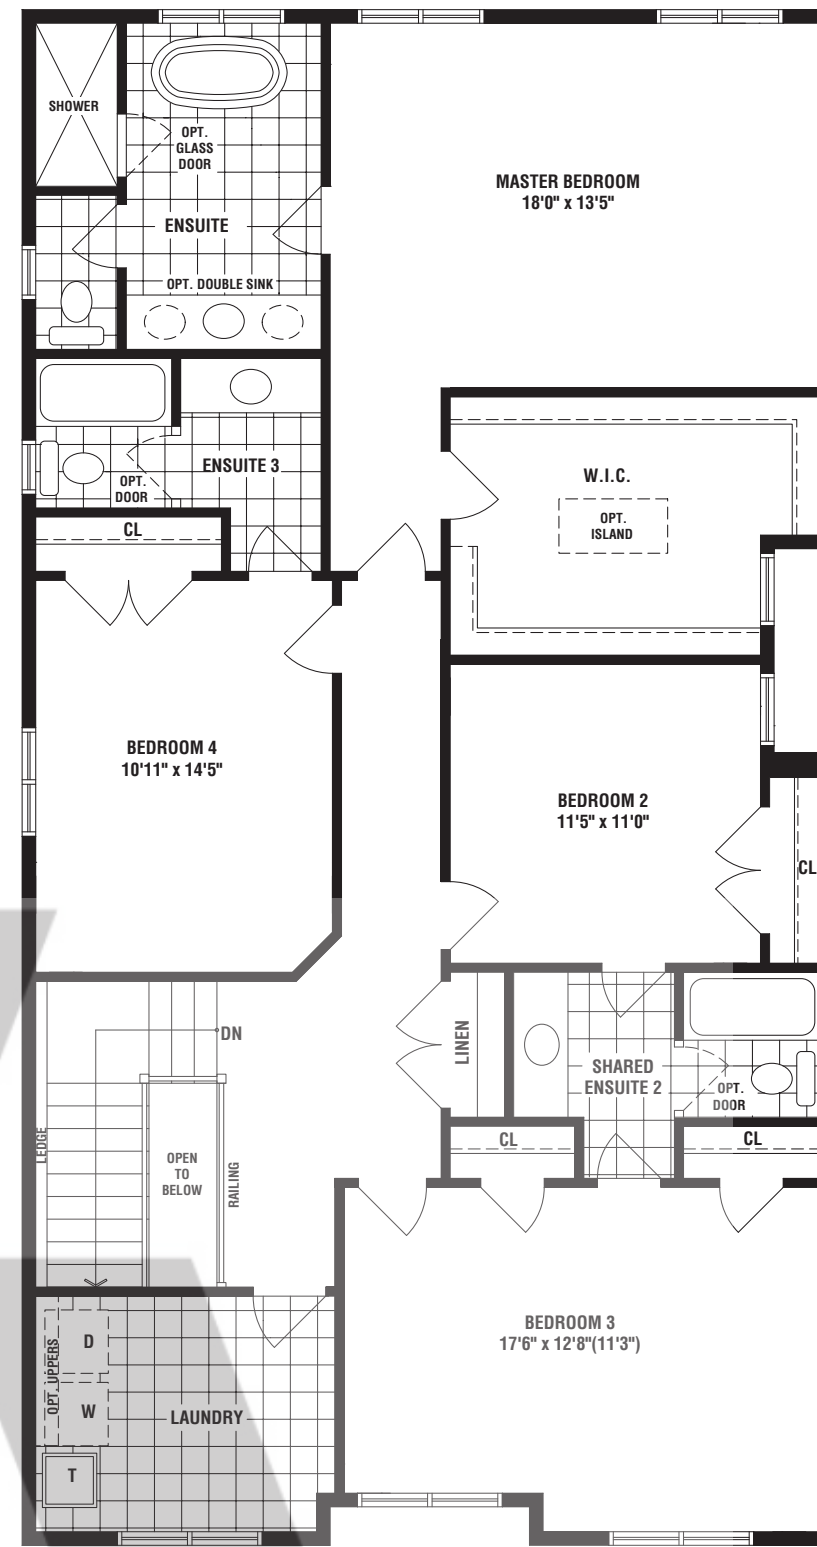 SHOWER
OPT.
GLASS
DOOR
MASTER BEDROOM
18'0" x 13'5"
ENSUITE
OPT. DOUBLE SINK
ENSUITE 3
OPT.
DOOR
W.I.C.
OPT.
ISLAND
CL
BEDROOM 4
10'11" x 14'5"
BEDROOM 2
11'5" x 11'0"
CL
DN
LINEN
SHARED
ENSUITE 2
OPT.
DOOR
LEDGE
OPEN
TO
BELOW
RAILING
CL
CL
BEDROOM 3
17'6" x 12'8"(11'3")
OPT. UPPERS
D
W
LAUNDRY
T